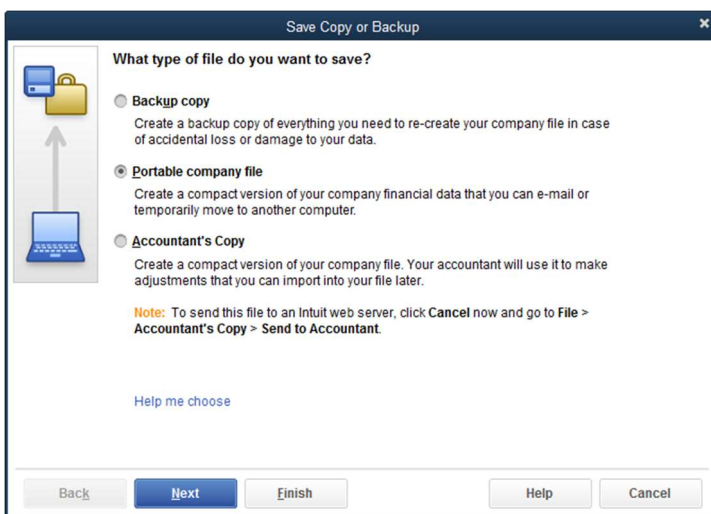 Save Copy or Backup
What type of file do you want to save?
Backup copy
Create a backup copy of everything you need to re-create your company file in case
of accidental loss or damage to your data.
Portable company file
Create a compact version of your company financial data that you can e-mail or
temporarily move to another computer.
Accountant's Copy
Create a compact version of your company file. Your accountant will use it to make
adjustments that you can import into your file later.
Note: To send this file to an Intuit web server, click Cancel now and go to File >
Accountant's Copy > Send to Accountant.
Help me choose
Back Next Finish Help Cancel